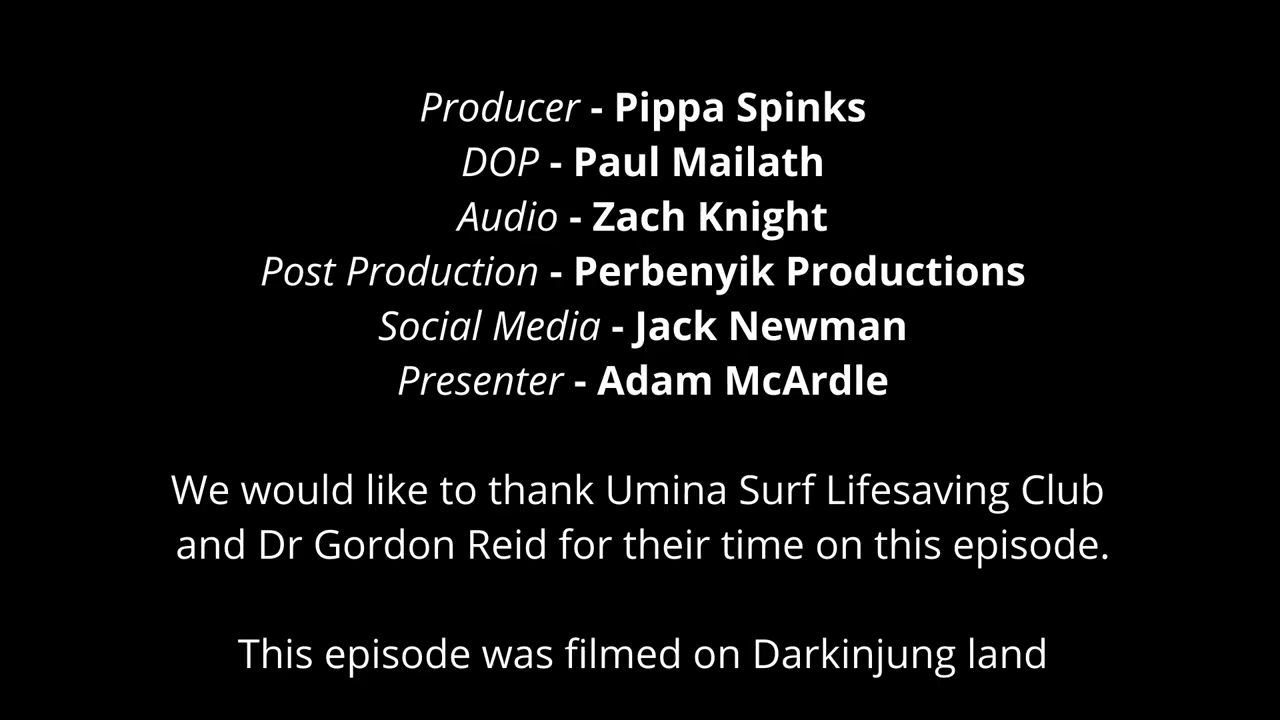 Producer - Pippa Spinks
DOP - Paul Mailath
Audio - Zach Knight
Post Production - Perbenyik Productions
Social Media - Jack Newman
Presenter - Adam McArdle
We would like to thank Umina Surf Lifesaving Club
and Dr Gordon Reid for their time on this episode.
This episode was filmed on Darkinjung land